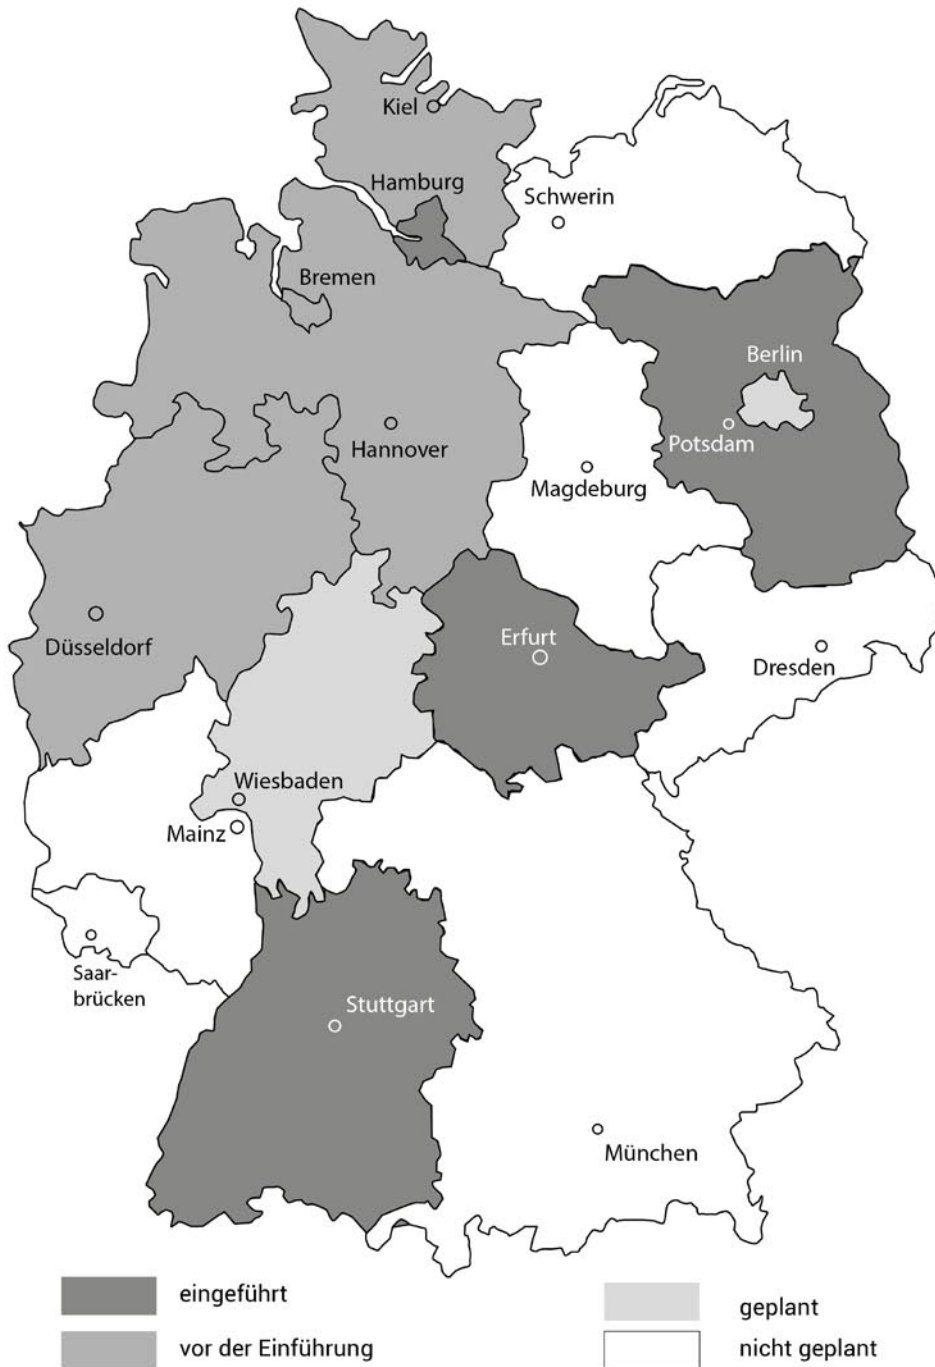 Kiel
Hamburg
Schwerin
Bremen
Berlin
Hannover
Potsdam
Magdeburg
Düsseldorf
Erfurt
Dresden
Wiesbaden
Mainz
Saar-
brücken
Stuttgart
München
eingeführt
geplant
vor der Einführung
nicht geplant